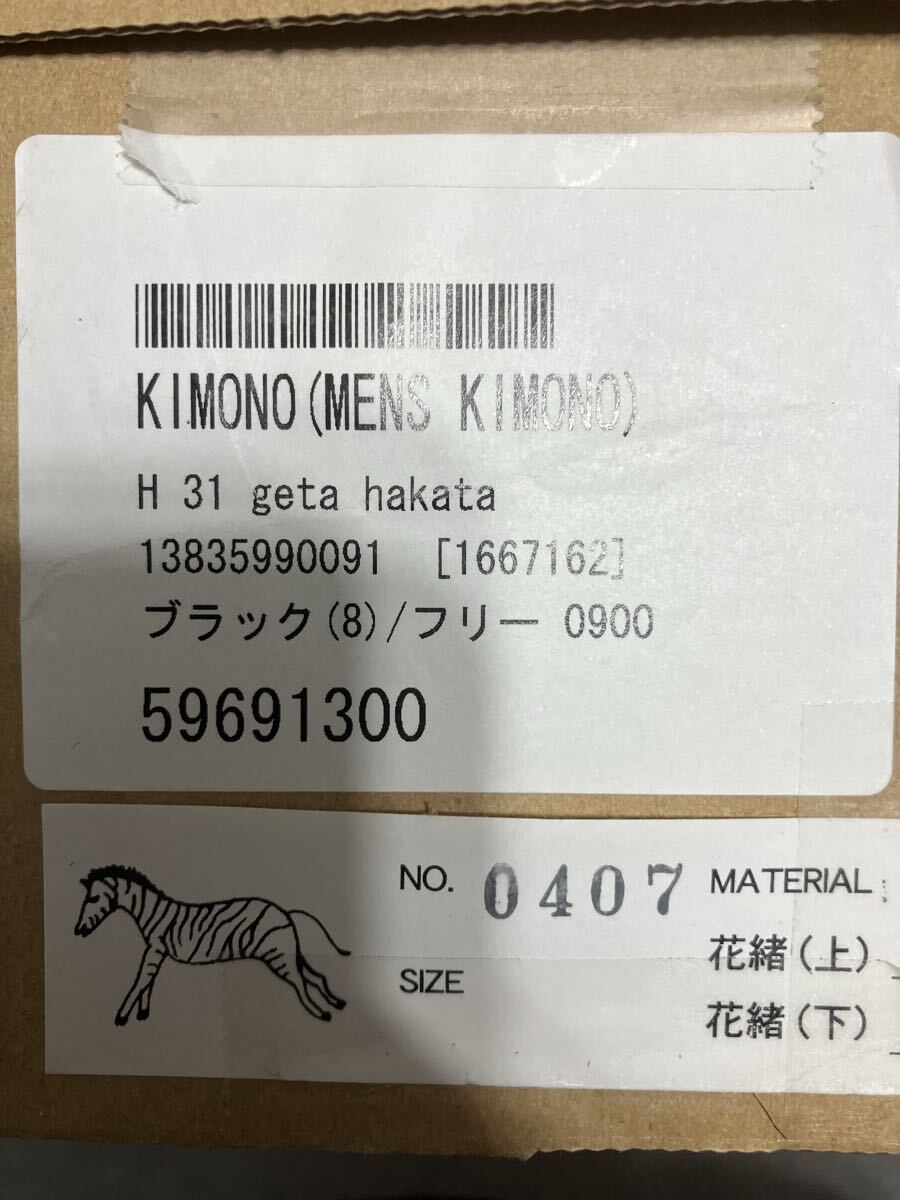 KIMONO(MENS KIMONO)
H 31 geta hakata
13835990091 [1667162]
ブラック(8)/フリー 0900
59691300
NO. 0407 MATERIAL:
花緒(上)
SIZE
花緒(下)